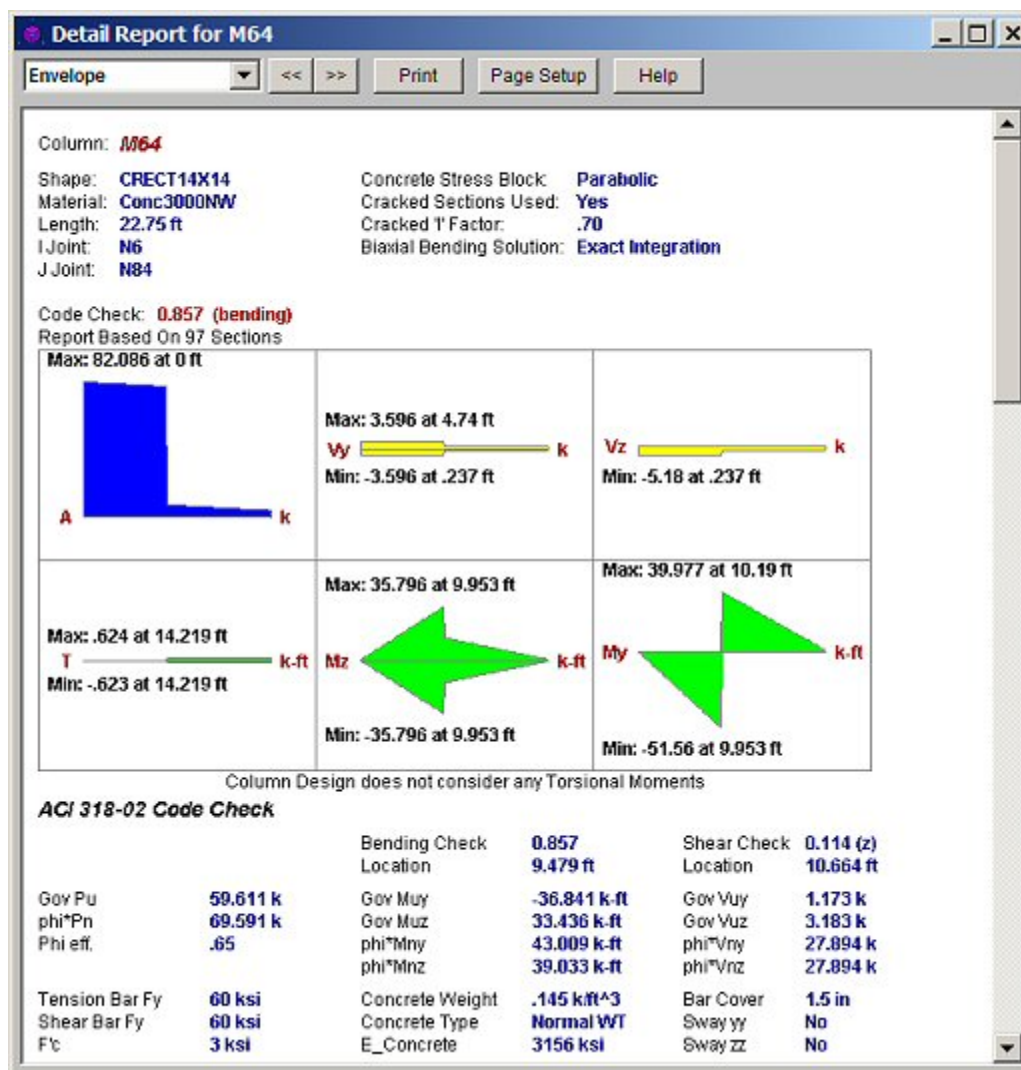 Detail Report for M64
Envelope << >> Print Page Setup Help
Column: M64
Shape: CRECT14X14 Concrete Stress Block: Parabolic
Material: Conc3000NW Cracked Sections Used: Yes
Length: 22.75 ft Cracked 'I' Factor: .70
I Joint: N6 Biaxial Bending Solution: Exact Integration
J Joint: N84
Code Check: 0.857 (bending)
Report Based On 97 Sections
Max: 82.086 at 0 ft
A k
Max: 3.596 at 4.74 ft
Vy k
Min: -3.596 at .237 ft
Vz k
Min: -5.18 at .237 ft
Max: .624 at 14.219 ft
T k-ft
Min: -.623 at 14.219 ft
Max: 35.796 at 9.953 ft
Mz k-ft
Min: -35.796 at 9.953 ft
Max: 39.977 at 10.19 ft
My k-ft
Min: -51.56 at 9.953 ft
Column Design does not consider any Torsional Moments
ACI 318-02 Code Check
Bending Check 0.857 Shear Check 0.114 (z)
Location 9.479 ft Location 10.664 ft
Gov Pu 59.611 k Gov Muy -36.841 k-ft Gov Vuy 1.173 k
phi*Pn 69.591 k Gov Muz 33.436 k-ft Gov Vuz 3.183 k
Phi eff. .65 phi*Mny 43.009 k-ft phi*Vny 27.894 k
phi*Mnz 39.033 k-ft phi*Vnz 27.894 k
Tension Bar Fy 60 ksi Concrete Weight .145 k/ft^3 Bar Cover 1.5 in
Shear Bar Fy 60 ksi Concrete Type Normal WT Sway yy No
F'c 3 ksi E_Concrete 3156 ksi Sway zz No